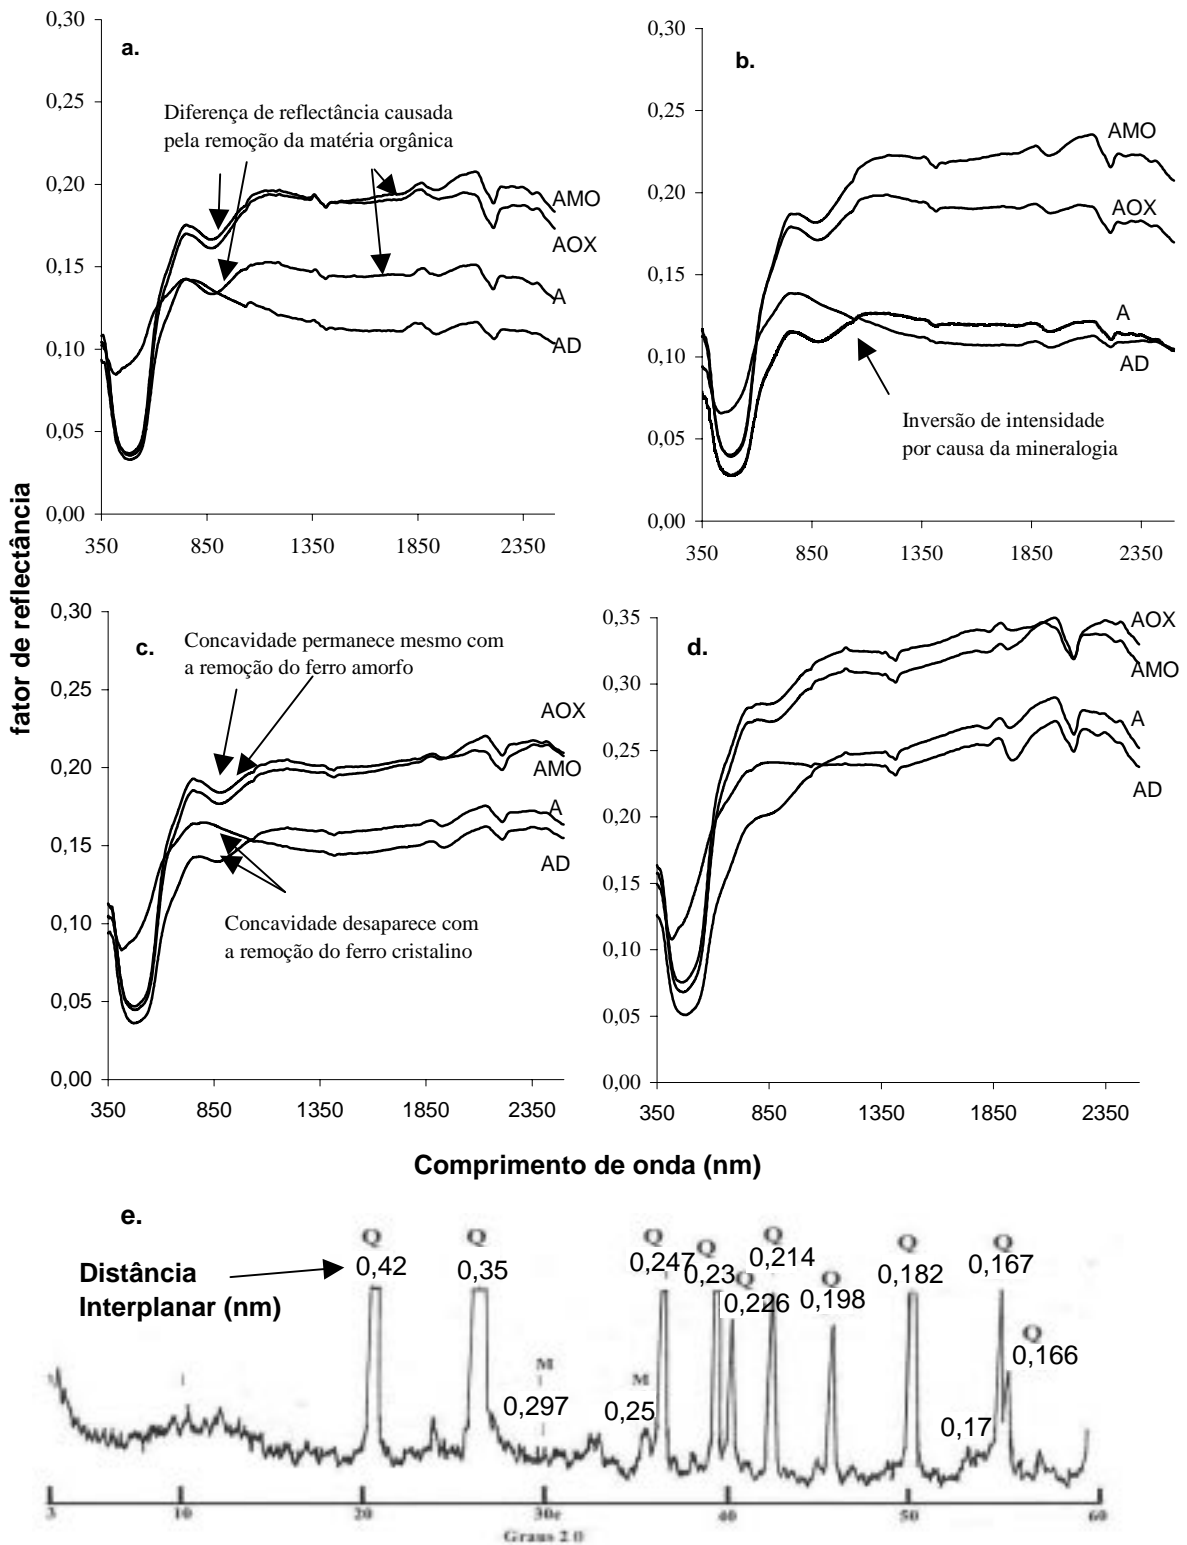 fator de reflectância
a.
0,30
0,25
0,20
0,15
0,10
0,05
0,00
Diferença de reflectância causada
pela remoção da matéria orgânica
AMO
AOX
A
AD
350 850 1350 1850 2350
b.
0,30
0,25
0,20
0,15
0,10
0,05
0,00
AMO
AOX
A
AD
Inversão de intensidade
por causa da mineralogia
350 850 1350 1850 2350
c.
0,30
0,25
0,20
0,15
0,10
0,05
0,00
Concavidade permanece mesmo com
a remoção do ferro amorfo
AOX
AMO
A
AD
Concavidade desaparece com
a remoção do ferro cristalino
350 850 1350 1850 2350
d.
0,35
0,30
0,25
0,20
0,15
0,10
0,05
0,00
AOX
AMO
A
AD
350 850 1350 1850 2350
Comprimento de onda (nm)
e.
Distância
Interplanar (nm)
Q Q Q Q Q Q Q Q Q Q
0,42 0,35 0,247 0,23 0,226 0,214 0,198 0,182 0,167 0,166
M M
0,297 0,25 0,17
3 10 20 30 40 50 60
Graus 2 θ